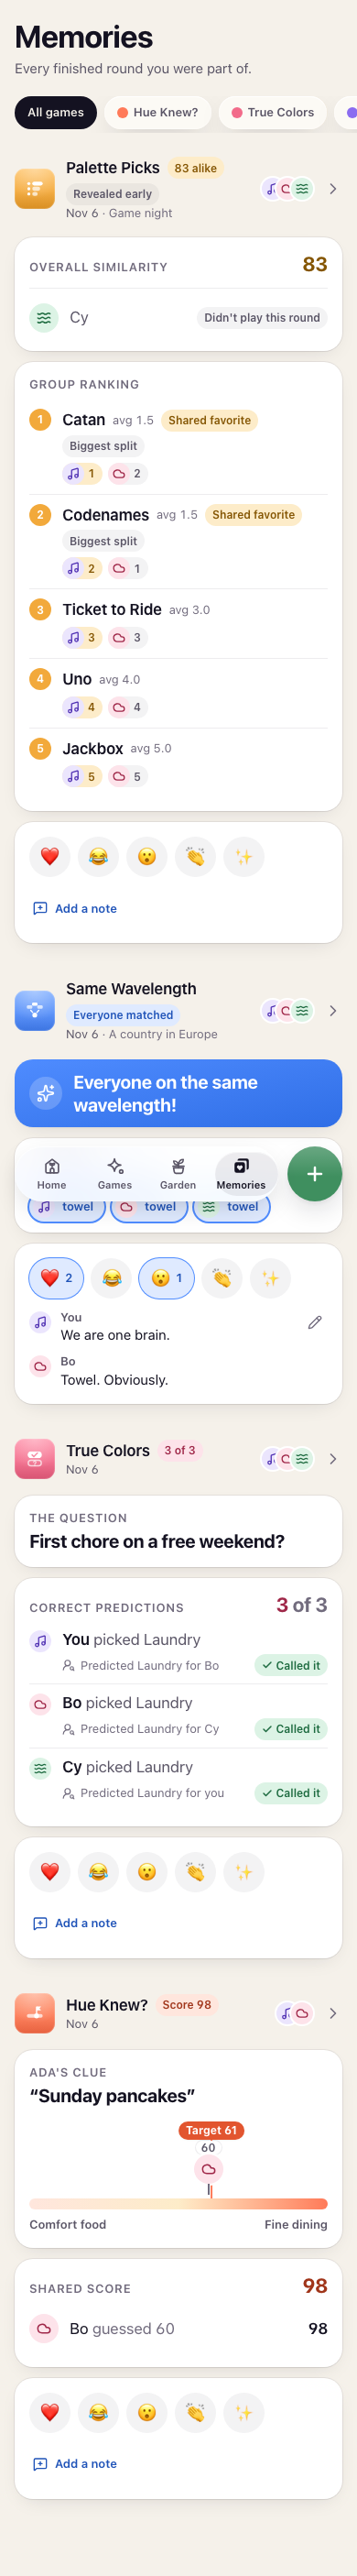 Memories
Every finished round you were part of.
All games
Hue Knew?
True Colors
Palette Picks
83 alike
Revealed early
Nov 6 · Game night
OVERALL SIMILARITY
83
Cy
Didn't play this round
GROUP RANKING
1
Catan
avg 1.5
Shared favorite
Biggest split
1
2
2
Codenames
avg 1.5
Shared favorite
Biggest split
2
1
3
Ticket to Ride
avg 3.0
3
3
4
Uno
avg 4.0
4
4
5
Jackbox
avg 5.0
5
5
Add a note
Same Wavelength
Everyone matched
Nov 6 · A country in Europe
Everyone on the same
wavelength!
Home
Games
Garden
Memories
towel
towel
towel
2
1
You
We are one brain.
Bo
Towel. Obviously.
True Colors
3 of 3
Nov 6
THE QUESTION
First chore on a free weekend?
CORRECT PREDICTIONS
3 of 3
You picked Laundry
Predicted Laundry for Bo
Called it
Bo picked Laundry
Predicted Laundry for Cy
Called it
Cy picked Laundry
Predicted Laundry for you
Called it
Add a note
Hue Knew?
Score 98
Nov 6
ADA'S CLUE
“Sunday pancakes”
Target 61
60
Comfort food
Fine dining
SHARED SCORE
98
Bo guessed 60
98
Add a note